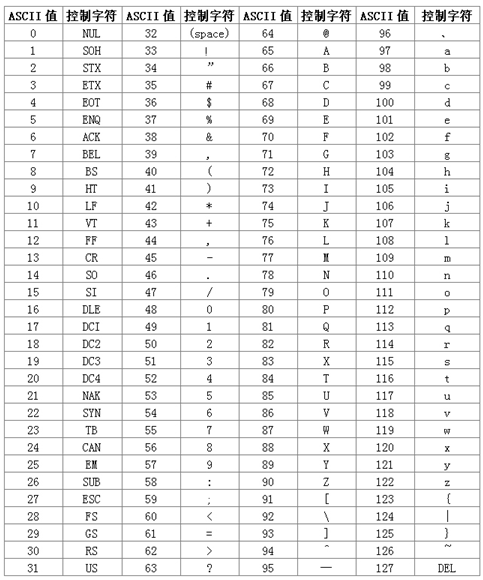 ASCII 值 控制字符 ASCII 值 控制字符 ASCII 值 控制字符 ASCII 值 控制字符
0 NUL 32 (space) 64 @ 96 、
1 SOH 33 ! 65 A 97 a
2 STX 34 ” 66 B 98 b
3 ETX 35 # 67 C 99 c
4 EOT 36 $ 68 D 100 d
5 ENQ 37 % 69 E 101 e
6 ACK 38 & 70 F 102 f
7 BEL 39 , 71 G 103 g
8 BS 40 ( 72 H 104 h
9 HT 41 ) 73 I 105 i
10 LF 42 * 74 J 106 j
11 VT 43 + 75 K 107 k
12 FF 44 , 76 L 108 l
13 CR 45 - 77 M 109 m
14 SO 46 . 78 N 110 n
15 SI 47 / 79 O 111 o
16 DLE 48 0 80 P 112 p
17 DCI 49 1 81 Q 113 q
18 DC2 50 2 82 R 114 r
19 DC3 51 3 83 X 115 s
20 DC4 52 4 84 T 116 t
21 NAK 53 5 85 U 117 u
22 SYN 54 6 86 V 118 v
23 TB 55 7 87 W 119 w
24 CAN 56 8 88 X 120 x
25 EM 57 9 89 Y 121 y
26 SUB 58 : 90 Z 122 z
27 ESC 59 ; 91 [ 123 {
28 FS 60 < 92 \ 124 |
29 GS 61 = 93 ] 125 }
30 RS 62 > 94 ^ 126 ~
31 US 63 ? 95 — 127 DEL